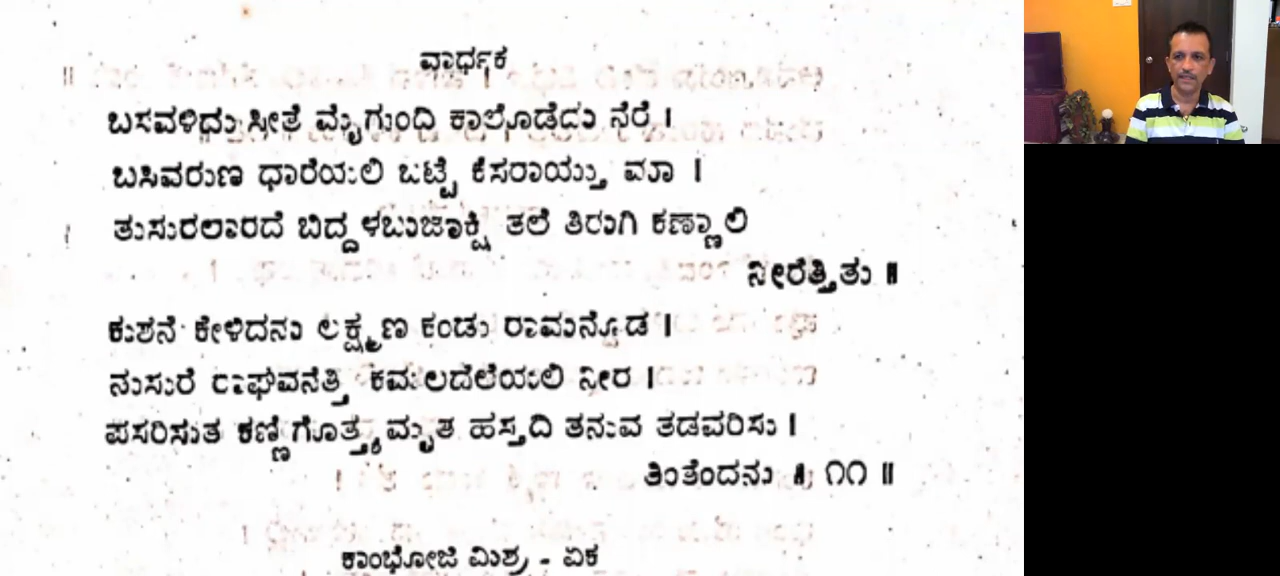 ವಾರ್ಧಕ
ಬಸವಳಿದು ಸೀತೆ ಮೈಗುಂದಿ ಕಾಲೊಡೆದು ನೆರೆ ।
ಬಸಿವರುಣ ಧಾರೆಯಲಿ ಒಟ್ಟೆ ಕೆಸರಾಯ್ತು ಮಾ ।
ತುಸುರಲಾರದೆ ಬಿದ್ದಳಬುಜಾಕ್ಷಿ ತಲೆ ತಿರುಗಿ ಕಣ್ಣಾಲಿ
ನೀರೆತ್ತಿತು ॥
ಕುಶನೆ ಕೇಳಿದನು ಲಕ್ಷ್ಮಣ ಕಂಡು ರಾಮನ್ನೊಡ ।
ನುಸುರೆ ರಾಘವನೆತ್ತಿ ಕಮಲದೆಲೆಯಲಿ ನೀರ ।
ಪಸರಿಸುತ ಕಣ್ಣಿಗೊತ್ತ್ಯಮೃತ ಹಸ್ತದಿ ತನುವ ತಡವರಿಸು ।
ತಿಂತೆಂದನು ॥ ೧೧ ॥
ಕಾಂಭೋಜಿ ಮಿಶ್ರ - ಏಕ